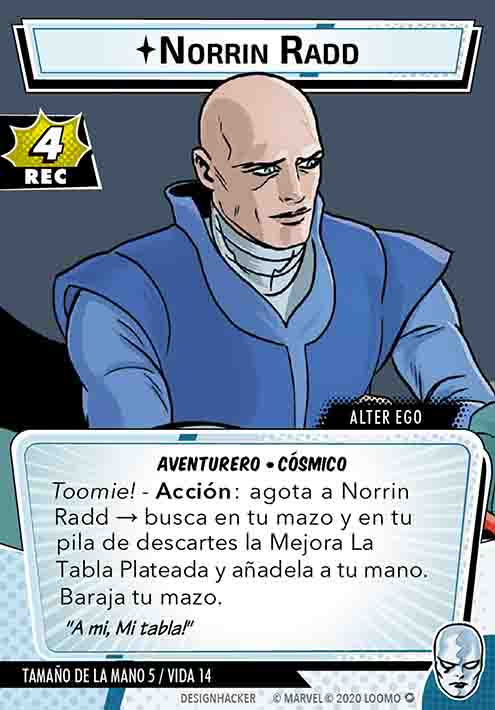 NORRIN RADD
4
REC
ALTER EGO
AVENTURERO • CÓSMICO
Toomie! - Acción: agota a Norrin
Radd → busca en tu mazo y en tu
pila de descartes la Mejora La
Tabla Plateada y añadela a tu mano.
Baraja tu mazo.
"A mi, Mi tabla!"
TAMAÑO DE LA MANO 5 / VIDA 14
DESIGNHACKER © MARVEL © 2020 LOOMO